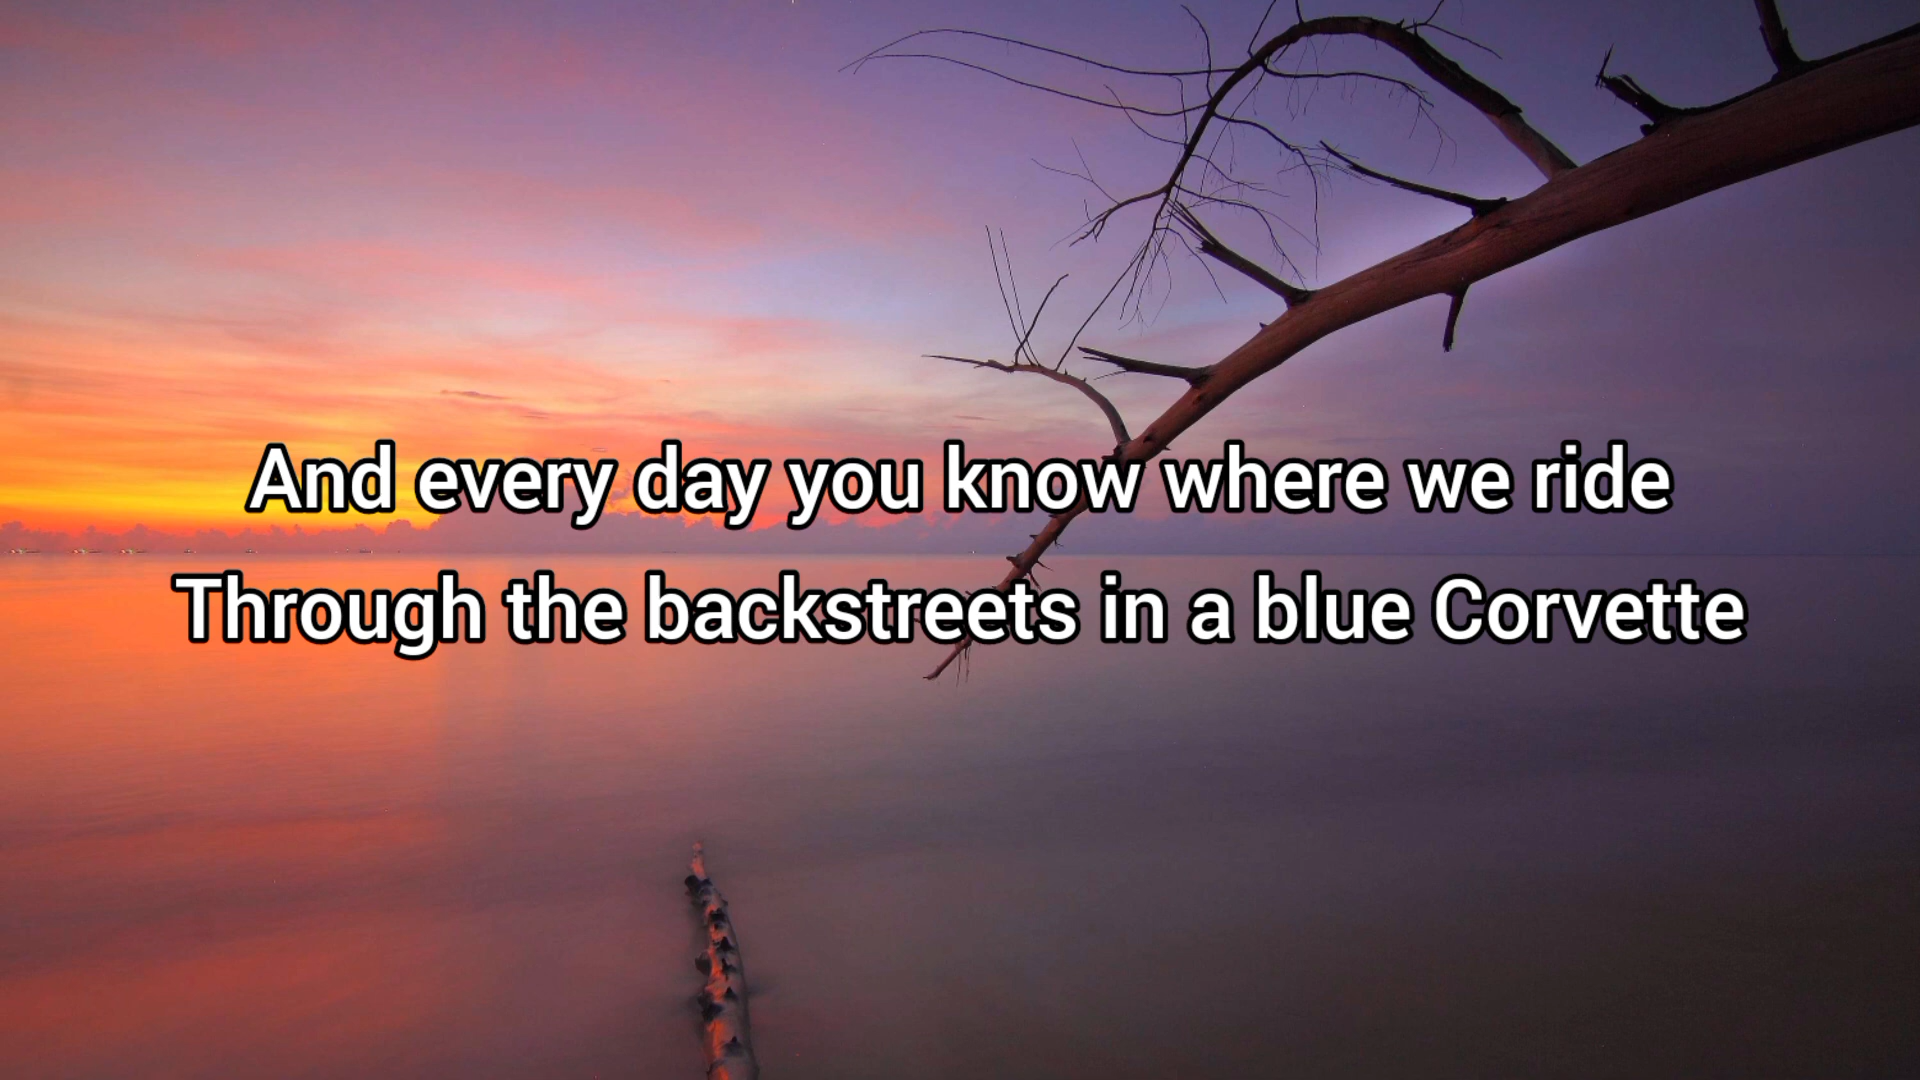 And every day you know where we ride
Through the backstreets in a blue Corvette